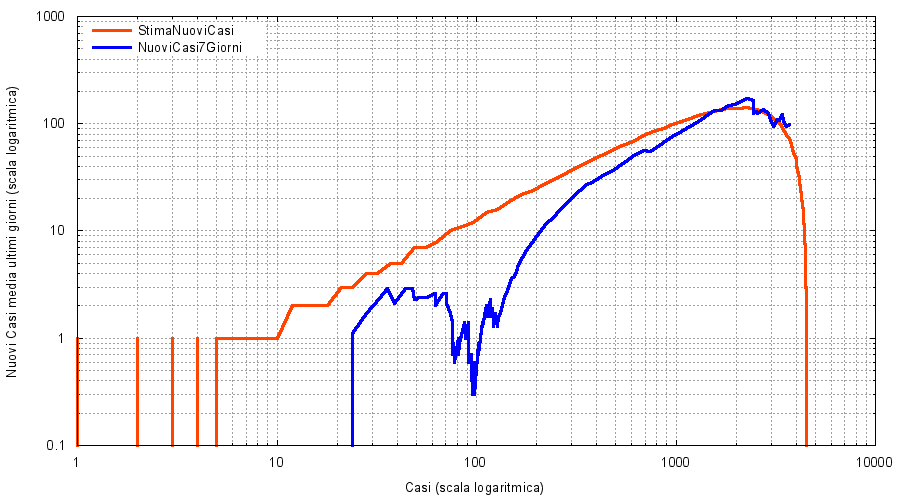 1000
StimaNuoviCasi
NuoviCasi7Giorni
100
10
1
0.1
Nuovi Casi media ultimi giorni (scala logaritmica)
1
10
100
1000
10000
Casi (scala logaritmica)